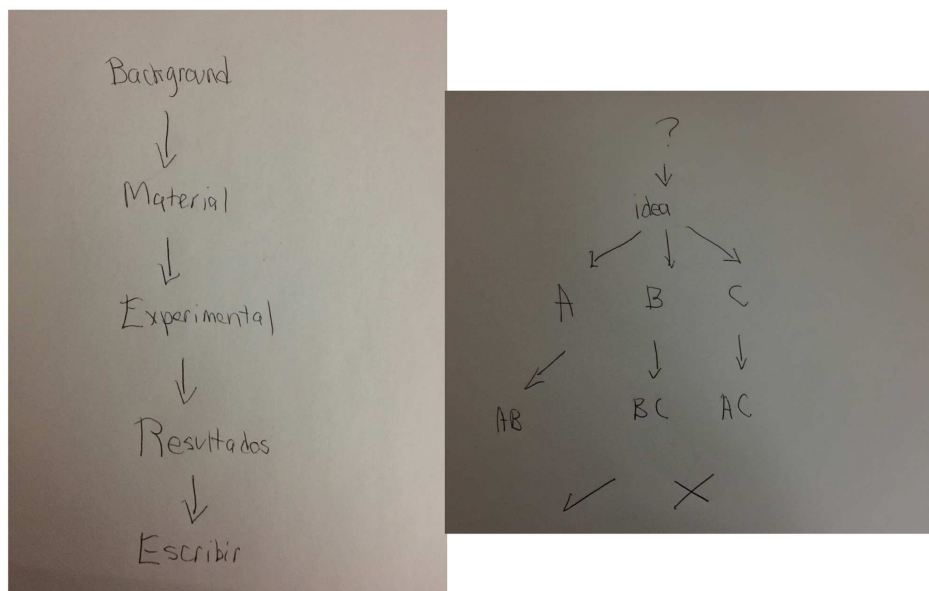 Background
Material
Experimental
Resultados
Escribir
?
idea
A B C
AB BC AC